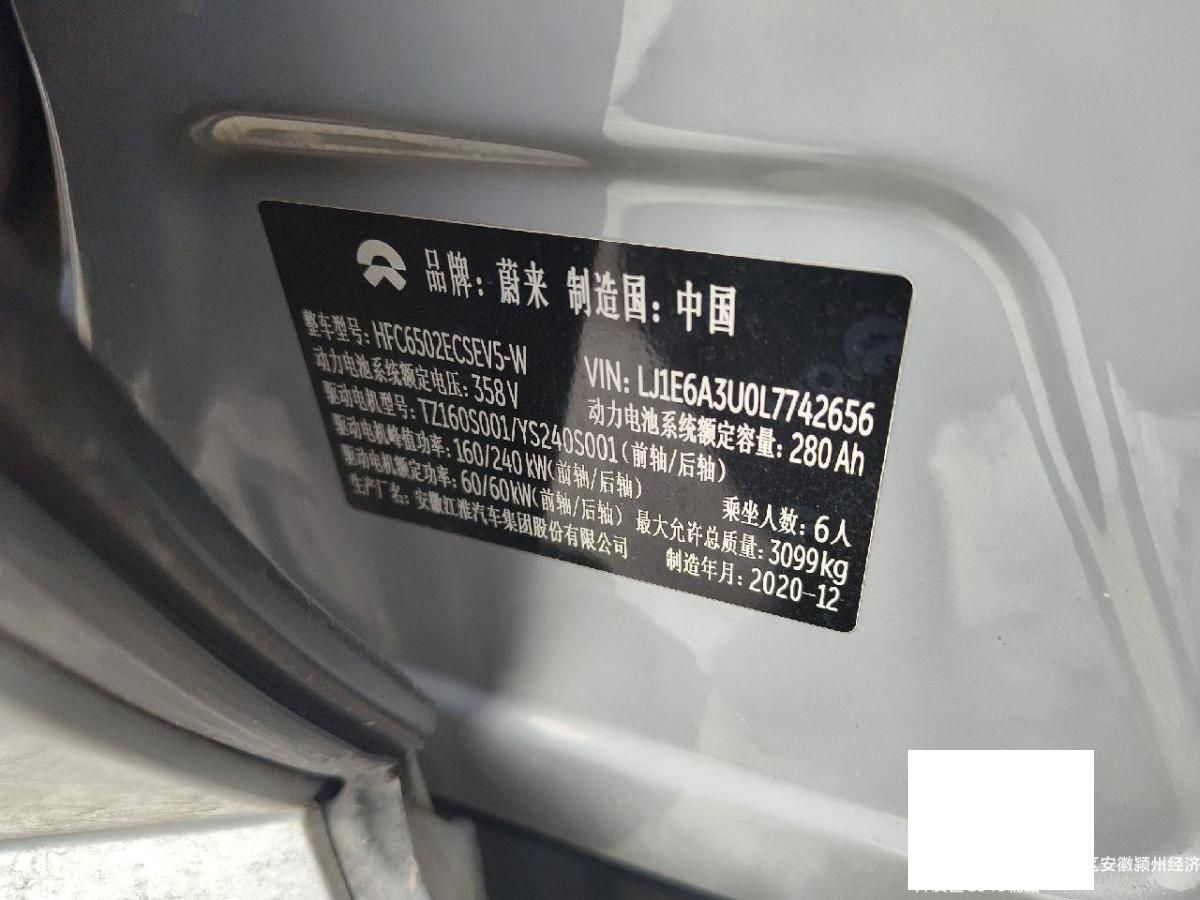 品牌：蔚来 制造国：中国
整车型号：HFC6502ECSEV5-W VIN：LJ1E6A3U0L7742656
动力电池系统额定电压：358V 动力电池系统额定容量：280Ah
驱动电机型号：TZ160S001/YS240S001（前轴/后轴）
驱动电机峰值功率：160/240kW（前轴/后轴） 乘坐人数：6人
驱动电机额定功率：60/60kW（前轴/后轴） 最大允许总质量：3099kg
生产厂名：安徽江淮汽车集团股份有限公司 制造年月：2020-12
安徽颍州经济